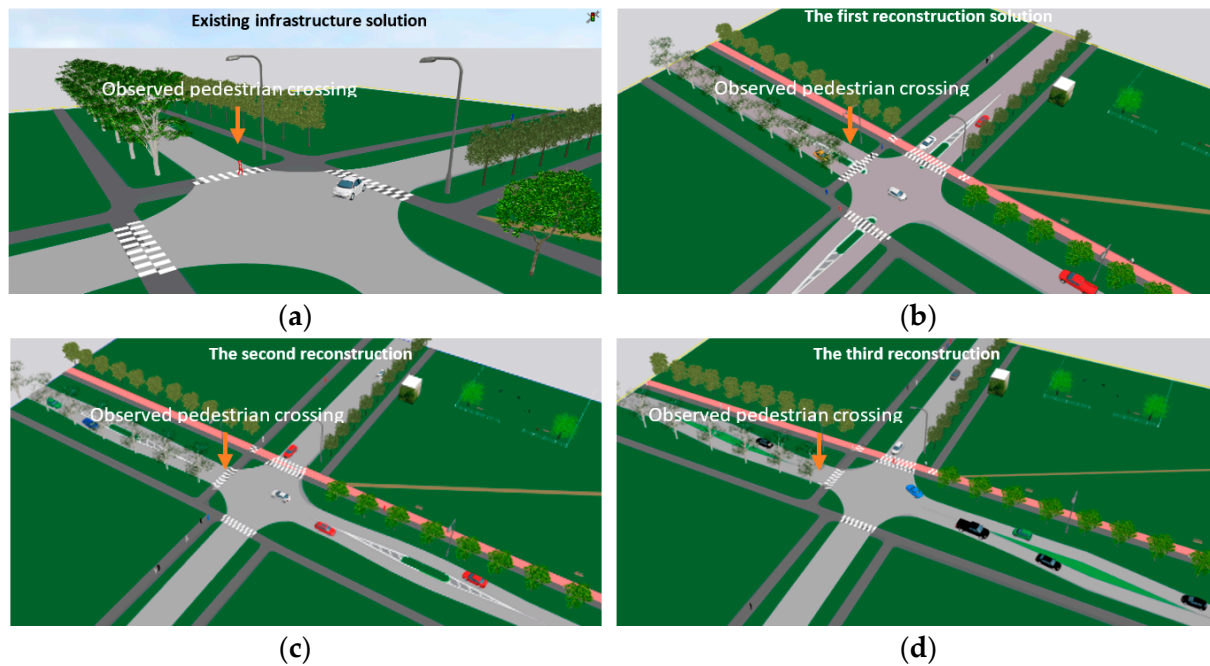 Existing infrastructure solution
Observed pedestrian crossing
(a)
The first reconstruction solution
Observed pedestrian crossing
(b)
The second reconstruction
Observed pedestrian crossing
(c)
The third reconstruction
Observed pedestrian crossing
(d)